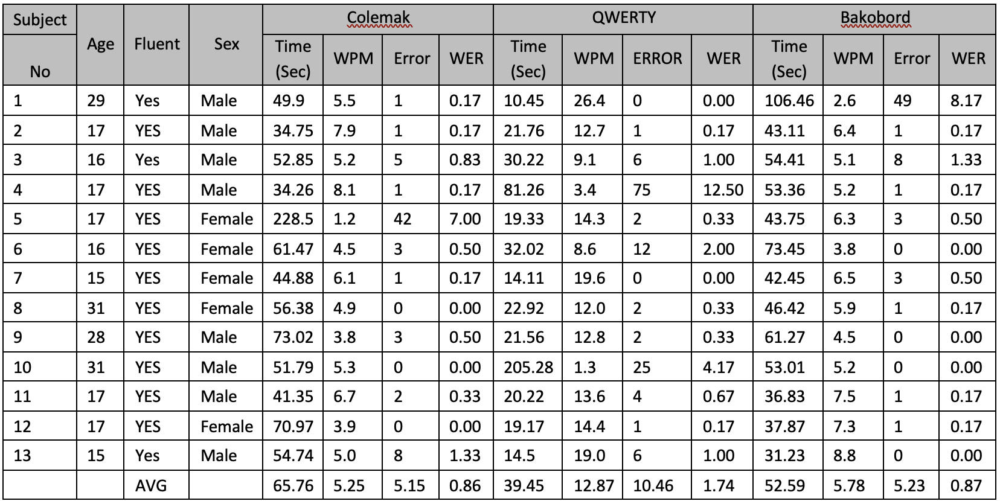 Subject Colemak QWERTY Bakobord
Age Fluent Sex Time WPM Error WER Time WPM ERROR WER Time WPM Error WER
No (Sec) (Sec) (Sec)
1 29 Yes Male 49.9 5.5 1 0.17 10.45 26.4 0 0.00 106.46 2.6 49 8.17
2 17 YES Male 34.75 7.9 1 0.17 21.76 12.7 1 0.17 43.11 6.4 1 0.17
3 16 Yes Male 52.85 5.2 5 0.83 30.22 9.1 6 1.00 54.41 5.1 8 1.33
4 17 YES Male 34.26 8.1 1 0.17 81.26 3.4 75 12.50 53.36 5.2 1 0.17
5 17 YES Female 228.5 1.2 42 7.00 19.33 14.3 2 0.33 43.75 6.3 3 0.50
6 16 YES Female 61.47 4.5 3 0.50 32.02 8.6 12 2.00 73.45 3.8 0 0.00
7 15 YES Female 44.88 6.1 1 0.17 14.11 19.6 0 0.00 42.45 6.5 3 0.50
8 31 YES Female 56.38 4.9 0 0.00 22.92 12.0 2 0.33 46.42 5.9 1 0.17
9 28 YES Male 73.02 3.8 3 0.50 21.56 12.8 2 0.33 61.27 4.5 0 0.00
10 31 YES Male 51.79 5.3 0 0.00 205.28 1.3 25 4.17 53.01 5.2 0 0.00
11 17 YES Male 41.35 6.7 2 0.33 20.22 13.6 4 0.67 36.83 7.5 1 0.17
12 17 YES Female 70.97 3.9 0 0.00 19.17 14.4 1 0.17 37.87 7.3 1 0.17
13 15 Yes Male 54.74 5.0 8 1.33 14.5 19.0 6 1.00 31.23 8.8 0 0.00
AVG 65.76 5.25 5.15 0.86 39.45 12.87 10.46 1.74 52.59 5.78 5.23 0.87